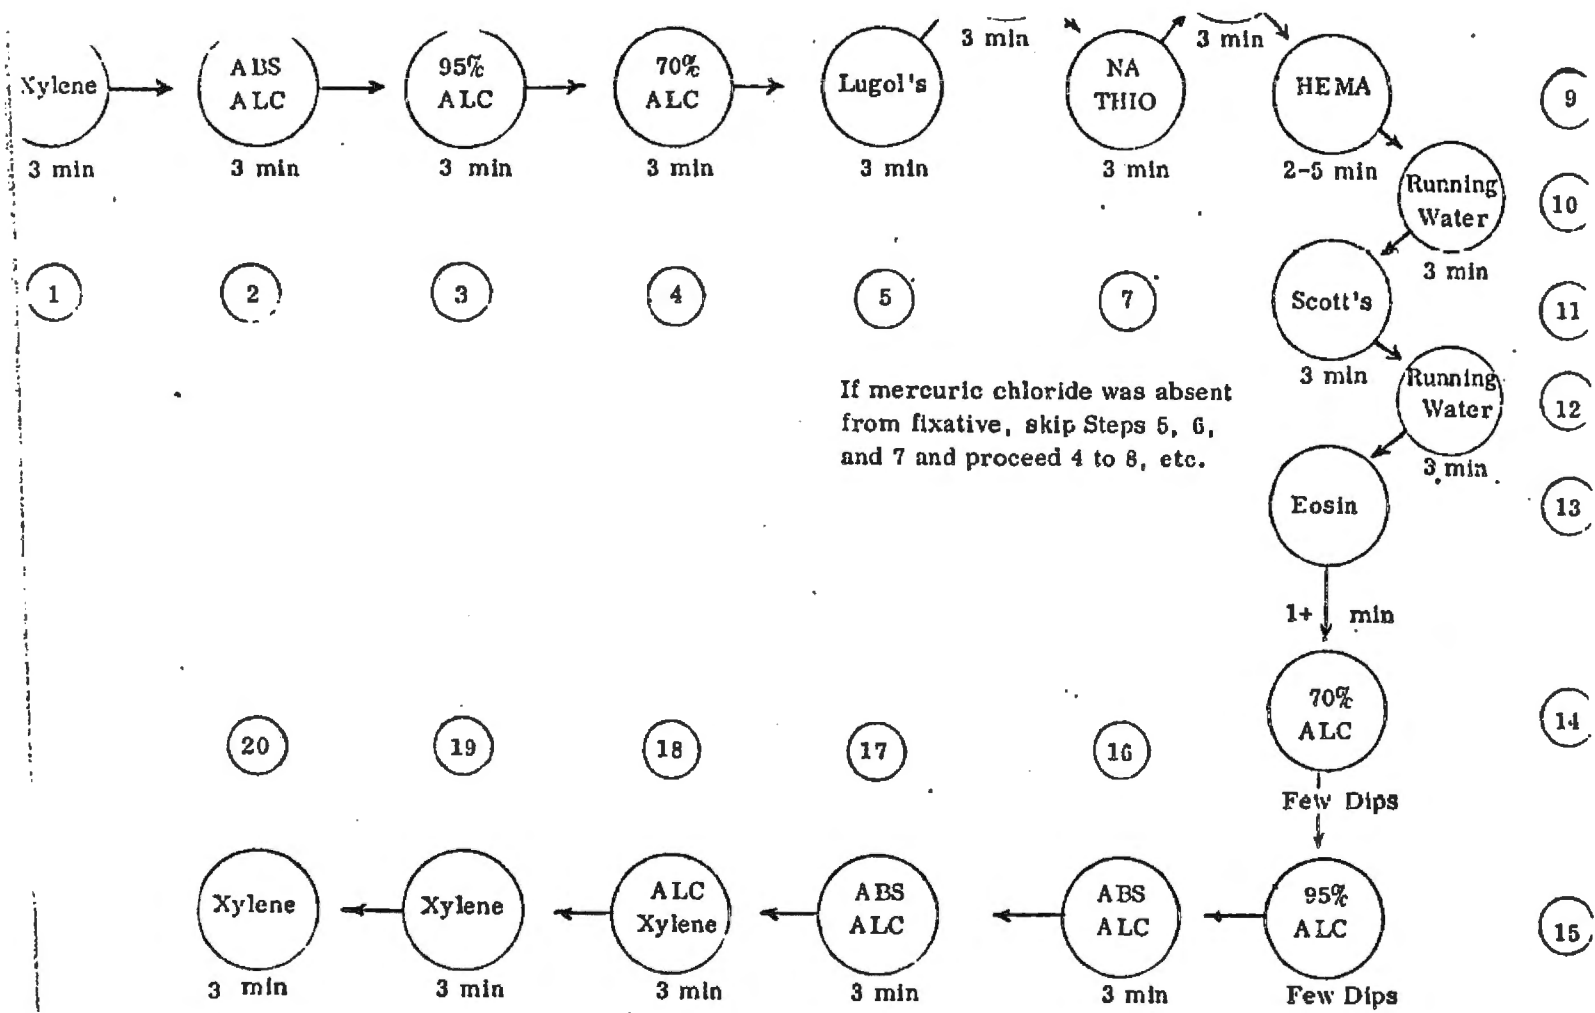 Xylene
3 min
ABS
ALC
3 min
95%
ALC
3 min
70%
ALC
3 min
Lugol's
3 min
3 min
NA
THIO
3 min
3 min
HEMA
2-5 min
9
Running
Water
3 min
10
1
2
3
4
5
7
Scott's
3 min
11
If mercuric chloride was absent
from fixative, skip Steps 5, 6,
and 7 and proceed 4 to 8, etc.
Running
Water
3 min
12
Eosin
1+ min
13
70%
ALC
Few Dips
14
20
19
18
17
16
Xylene
3 min
Xylene
3 min
ALC
Xylene
3 min
ABS
ALC
3 min
ABS
ALC
3 min
95%
ALC
Few Dips
15